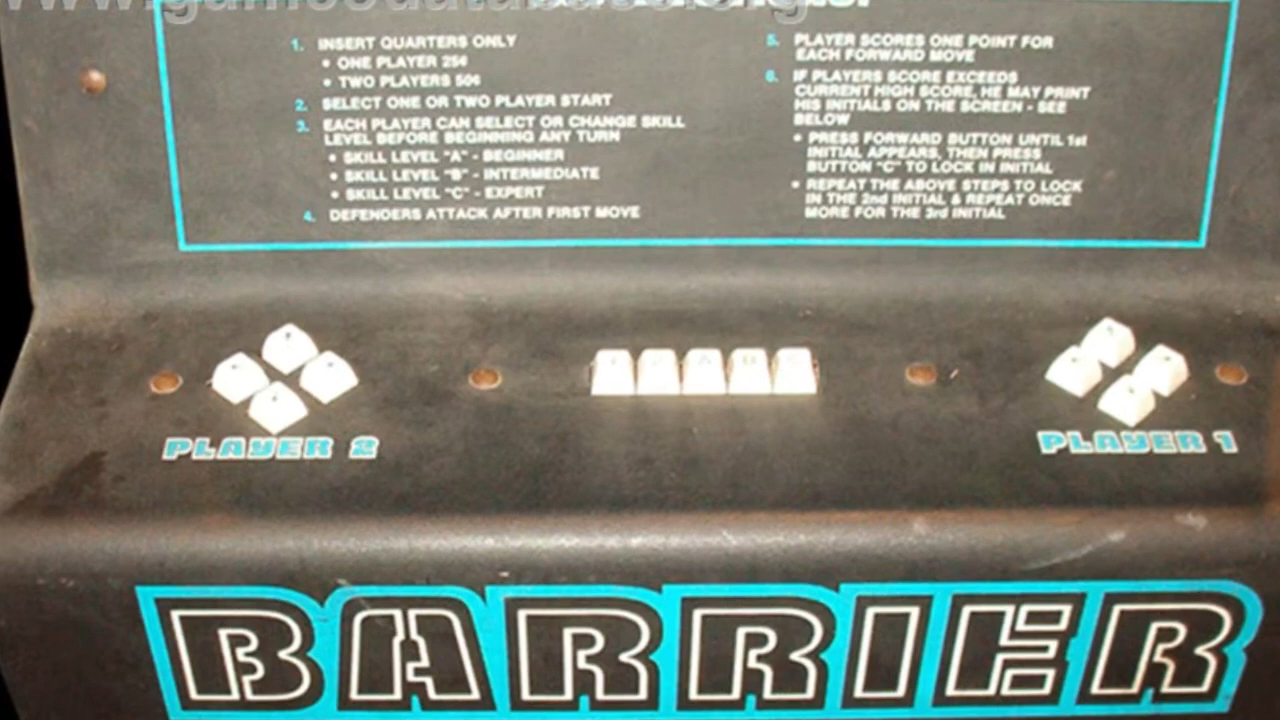 1. INSERT QUARTERS ONLY
• ONE PLAYER 25¢
• TWO PLAYERS 50¢
2. SELECT ONE OR TWO PLAYER START
3. EACH PLAYER CAN SELECT OR CHANGE SKILL
LEVEL BEFORE BEGINNING ANY TURN
• SKILL LEVEL "A" - BEGINNER
• SKILL LEVEL "B" - INTERMEDIATE
• SKILL LEVEL "C" - EXPERT
4. DEFENDERS ATTACK AFTER FIRST MOVE
5. PLAYER SCORES ONE POINT FOR
EACH FORWARD MOVE
6. IF PLAYERS SCORE EXCEEDS
CURRENT HIGH SCORE, HE MAY PRINT
HIS INITIALS ON THE SCREEN - SEE
BELOW
• PRESS FORWARD BUTTON UNTIL 1st
INITIAL APPEARS, THEN PRESS
BUTTON "C" TO LOCK IN INITIAL
• REPEAT THE ABOVE STEPS TO LOCK
IN THE 2nd INITIAL & REPEAT ONCE
MORE FOR THE 3rd INITIAL
PLAYER 2
PLAYER 1
BARRIER